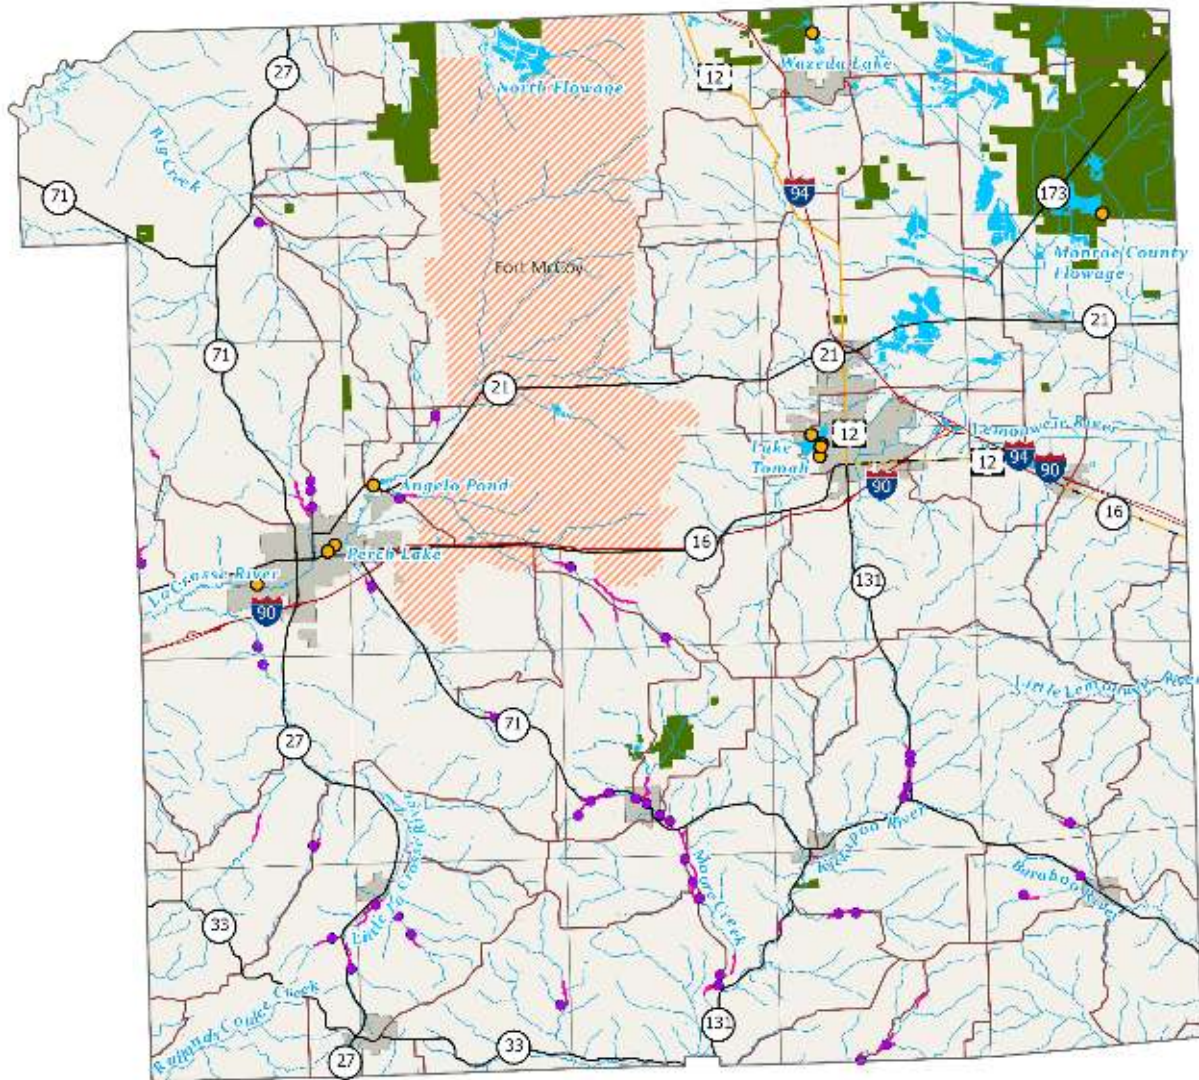 27
12
Wazeda Lake
North Flowage
Big Creek
71
94
173
Fort McCoy
Monroe County
Flowage
21
71
21
21
12
Lemonweir River
Lake
Tomah
12
94
90
90
Angelo Pond
16
16
Perch Lake
LaCrosse River
90
131
Little Lemonweir River
71
27
Little La Crosse River
Kickapoo River
Moore Creek
Baraboo River
33
Rullands Coulee Creek
131
33
27